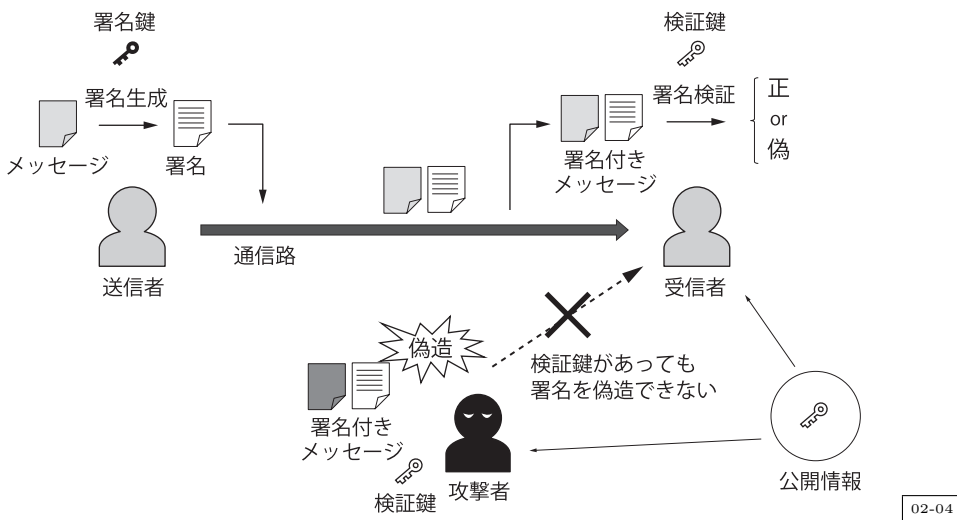 署名鍵
検証鍵
署名生成
署名検証
正
or
偽
メッセージ
署名
署名付き
メッセージ
通信路
送信者
受信者
偽造
検証鍵があっても
署名を偽造できない
署名付き
メッセージ
検証鍵
攻撃者
公開情報
02-04